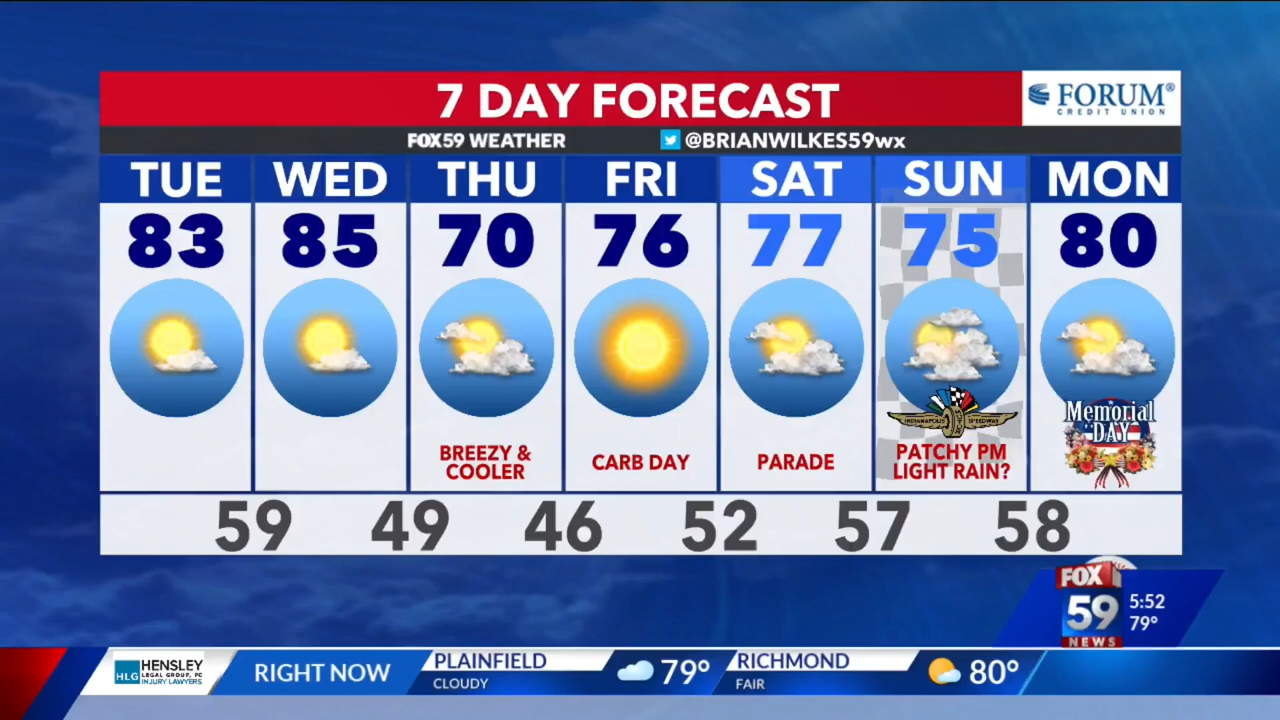 7 DAY FORECAST
FORUM®
CREDIT UNION
FOX59 WEATHER
@BRIANWILKES59wx
TUE WED THU FRI SAT SUN MON
83 85 70 76 77 75 80
INDIANAPOLIS MOTOR SPEEDWAY
Memorial
DAY
BREEZY &
COOLER
CARB DAY
PARADE
PATCHY PM
LIGHT RAIN?
59 49 46 52 57 58
FOX
59
NEWS
5:52
79°
HLG
HENSLEY
LEGAL GROUP, PC
INJURY LAWYERS
RIGHT NOW
PLAINFIELD
CLOUDY
79°
RICHMOND
FAIR
80°